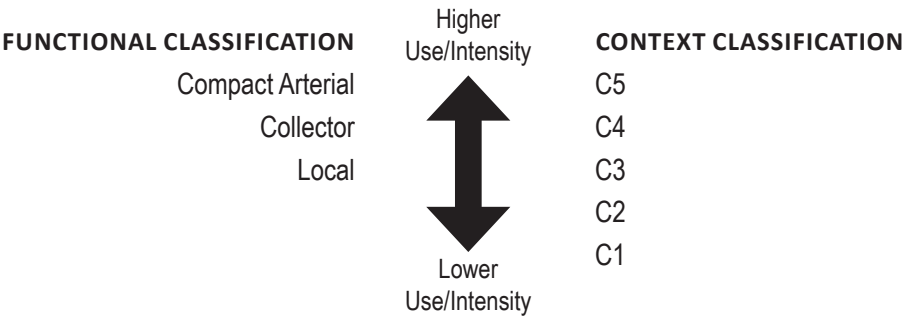 FUNCTIONAL CLASSIFICATION
Compact Arterial
Collector
Local
Higher
Use/Intensity
Lower
Use/Intensity
CONTEXT CLASSIFICATION
C5
C4
C3
C2
C1